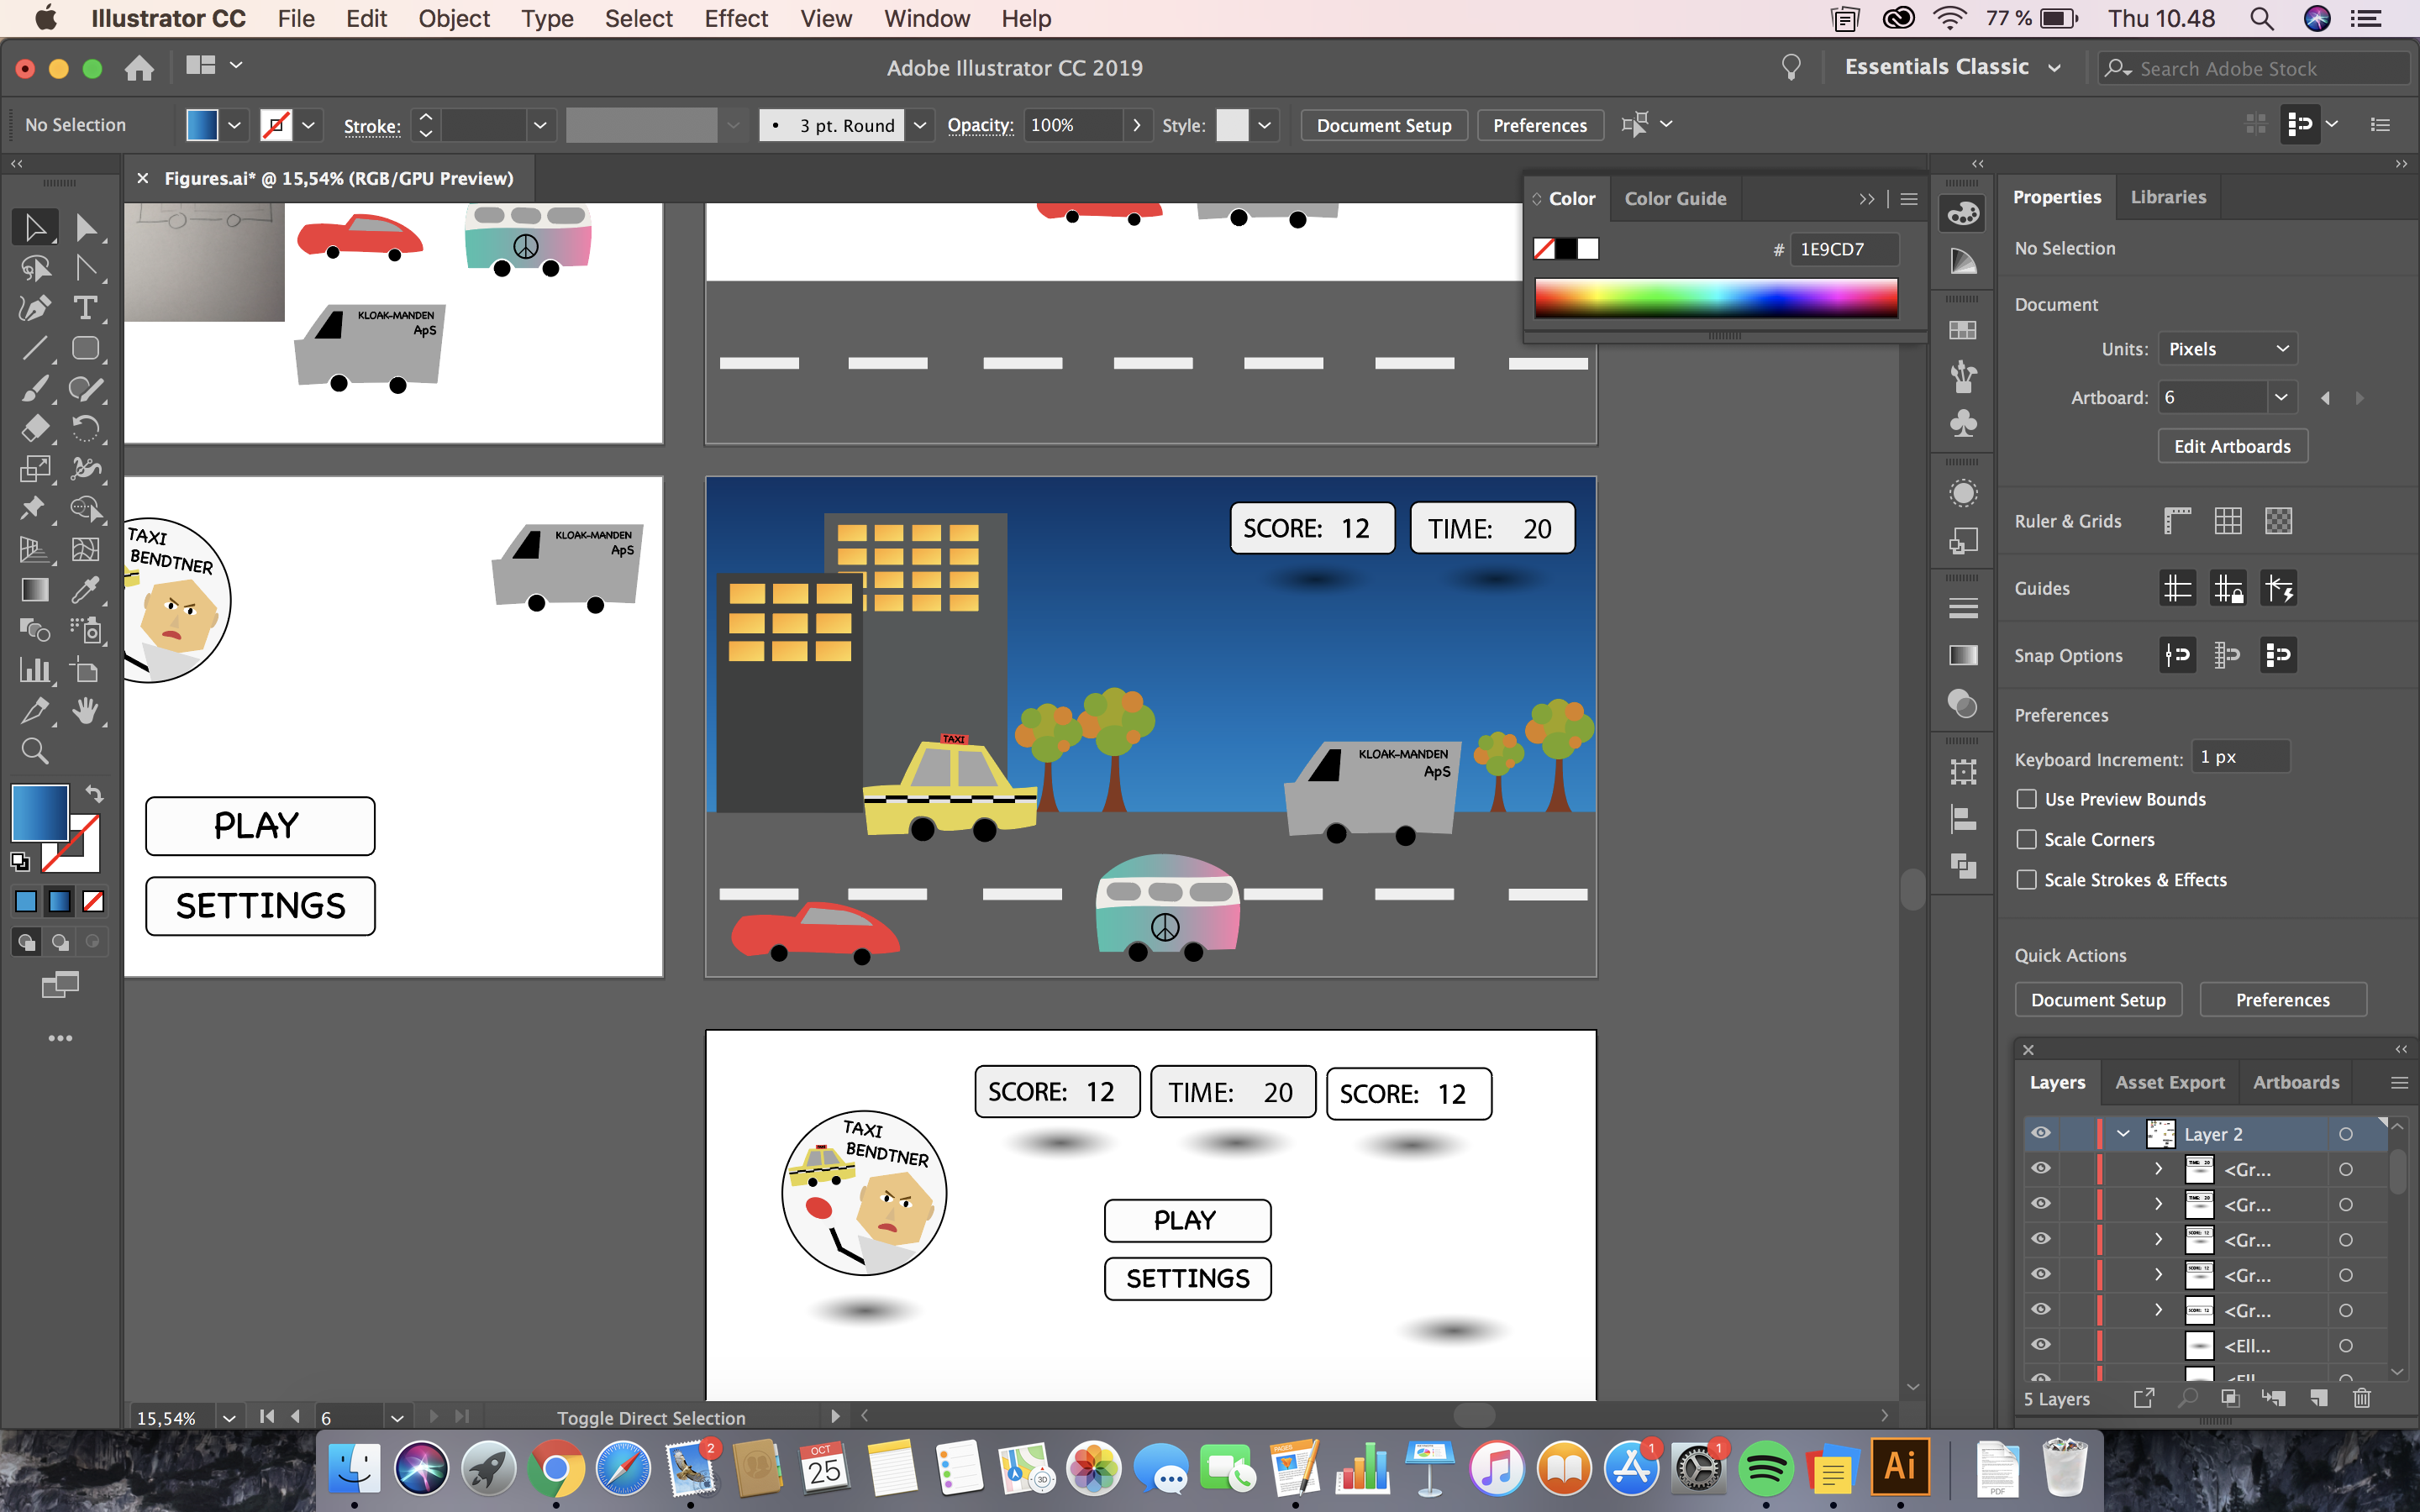 Illustrator CC File Edit Object Type Select Effect View Window Help 77 % Thu 10.48
Adobe Illustrator CC 2019 Essentials Classic Search Adobe Stock
No Selection Stroke: 3 pt. Round Opacity: 100% Style: Document Setup Preferences
Figures.ai* @ 15,54% (RGB/GPU Preview)
Color Color Guide
# 1E9CD7
KLOAK-MANDEN
ApS
TAXI
BENDTNER
KLOAK-MANDEN
ApS
PLAY
SETTINGS
SCORE: 12 TIME: 20
TAXI
KLOAK-MANDEN
ApS
SCORE: 12 TIME: 20 SCORE: 12
TAXI
BENDTNER
PLAY
SETTINGS
Properties Libraries
No Selection
Document
Units: Pixels
Artboard: 6
Edit Artboards
Ruler & Grids
Guides
Snap Options
Preferences
Keyboard Increment: 1 px
Use Preview Bounds
Scale Corners
Scale Strokes & Effects
Quick Actions
Document Setup Preferences
Layers Asset Export Artboards
Layer 2
<Gr...
<Gr...
<Gr...
<Gr...
<Gr...
<Ell...
5 Layers
15,54% 6 Toggle Direct Selection
2 OCT 25 3D PAGES 1 1 Ai PDF